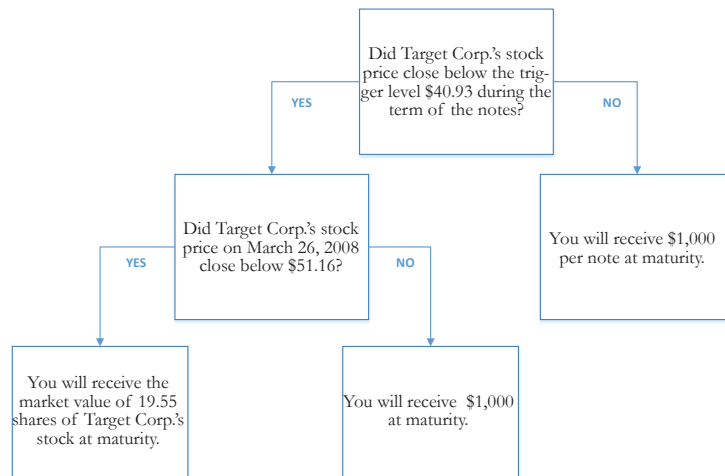 Did Target Corp.'s stock
price close below the trig-
ger level $40.93 during the
term of the notes?
YES
NO
Did Target Corp.'s stock
price on March 26, 2008
close below $51.16?
You will receive $1,000
per note at maturity.
YES
NO
You will receive the
market value of 19.55
shares of Target Corp.'s
stock at maturity.
You will receive $1,000
at maturity.